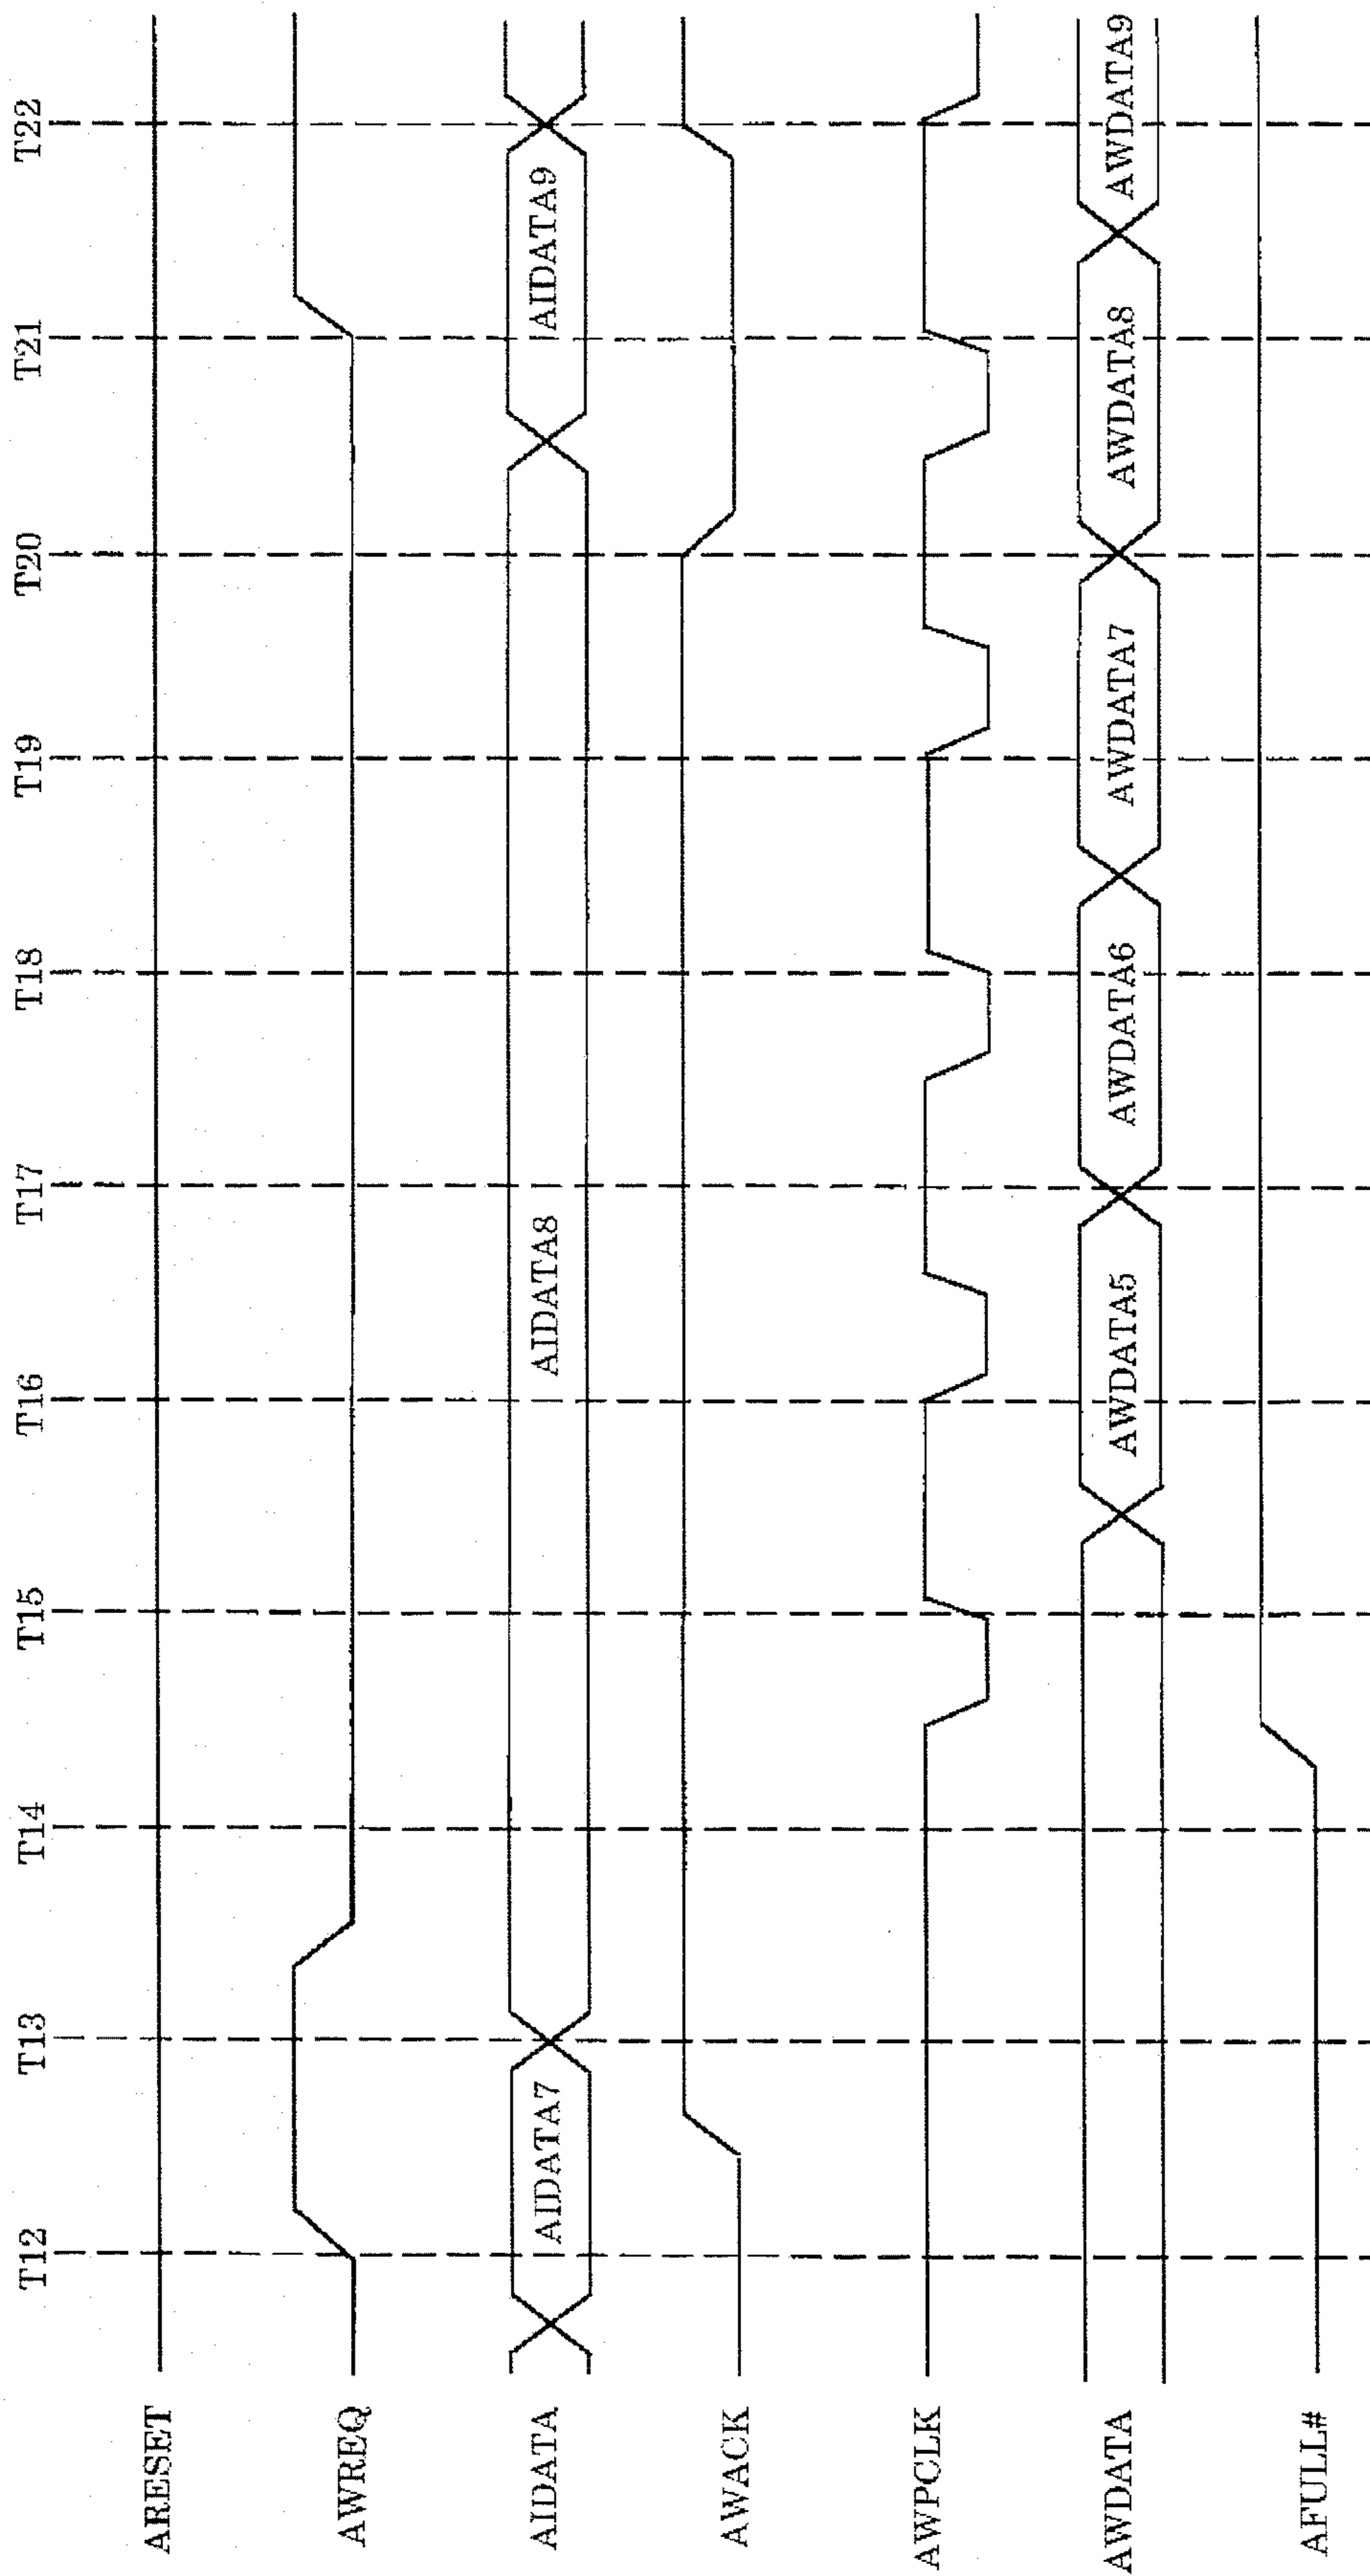 T12 T13 T14 T15 T16 T17 T18 T19 T20 T21 T22
ARESET
AWREQ
AIDATA AIDATA7 AIDATA8 AIDATA9
AWACK
AWPCLK
AWDATA AWDATA5 AWDATA6 AWDATA7 AWDATA8 AWDATA9
AFULL#